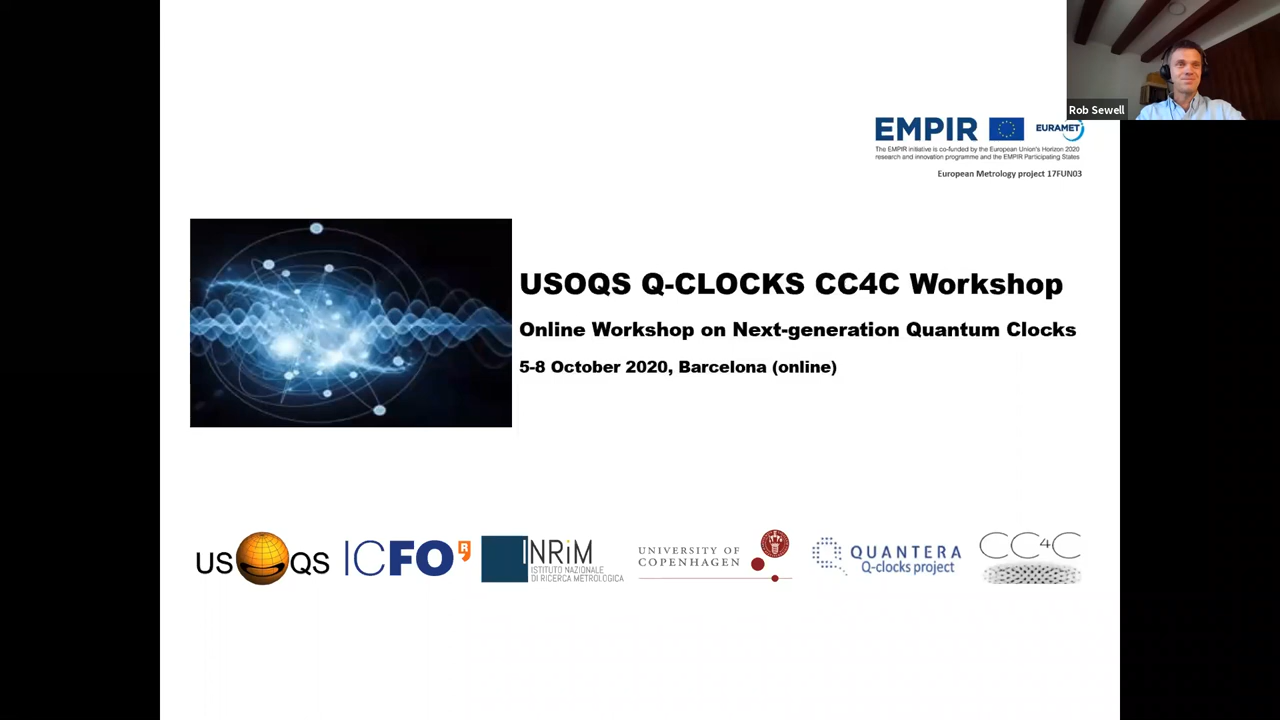 Rob Sewell
EMPIR
EURAMET
The EMPIR initiative is co-funded by the European Union's Horizon 2020
research and innovation programme and the EMPIR Participating States
European Metrology project 17FUN03
USOQS Q-CLOCKS CC4C Workshop
Online Workshop on Next-generation Quantum Clocks
5-8 October 2020, Barcelona (online)
USOQS
ICFO
R
INRiM
ISTITUTO NAZIONALE
DI RICERCA METROLOGICA
UNIVERSITY OF
COPENHAGEN
QUANTERA
Q-clocks project
CC4C